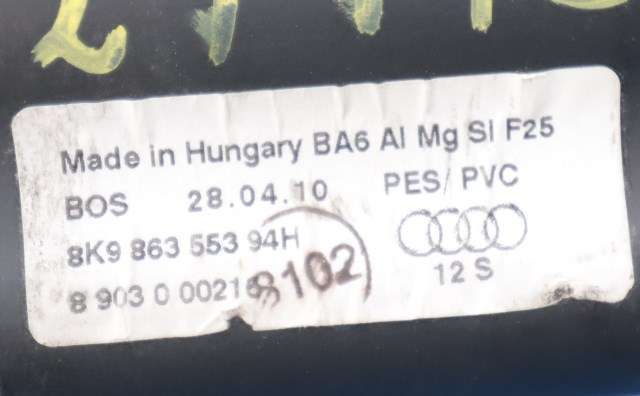 Made in Hungary BA6 Al Mg SI F25
BOS 28.04.10 PES/ PVC
8K9 863 553 94H
12 S
8 903 0 00216
8102